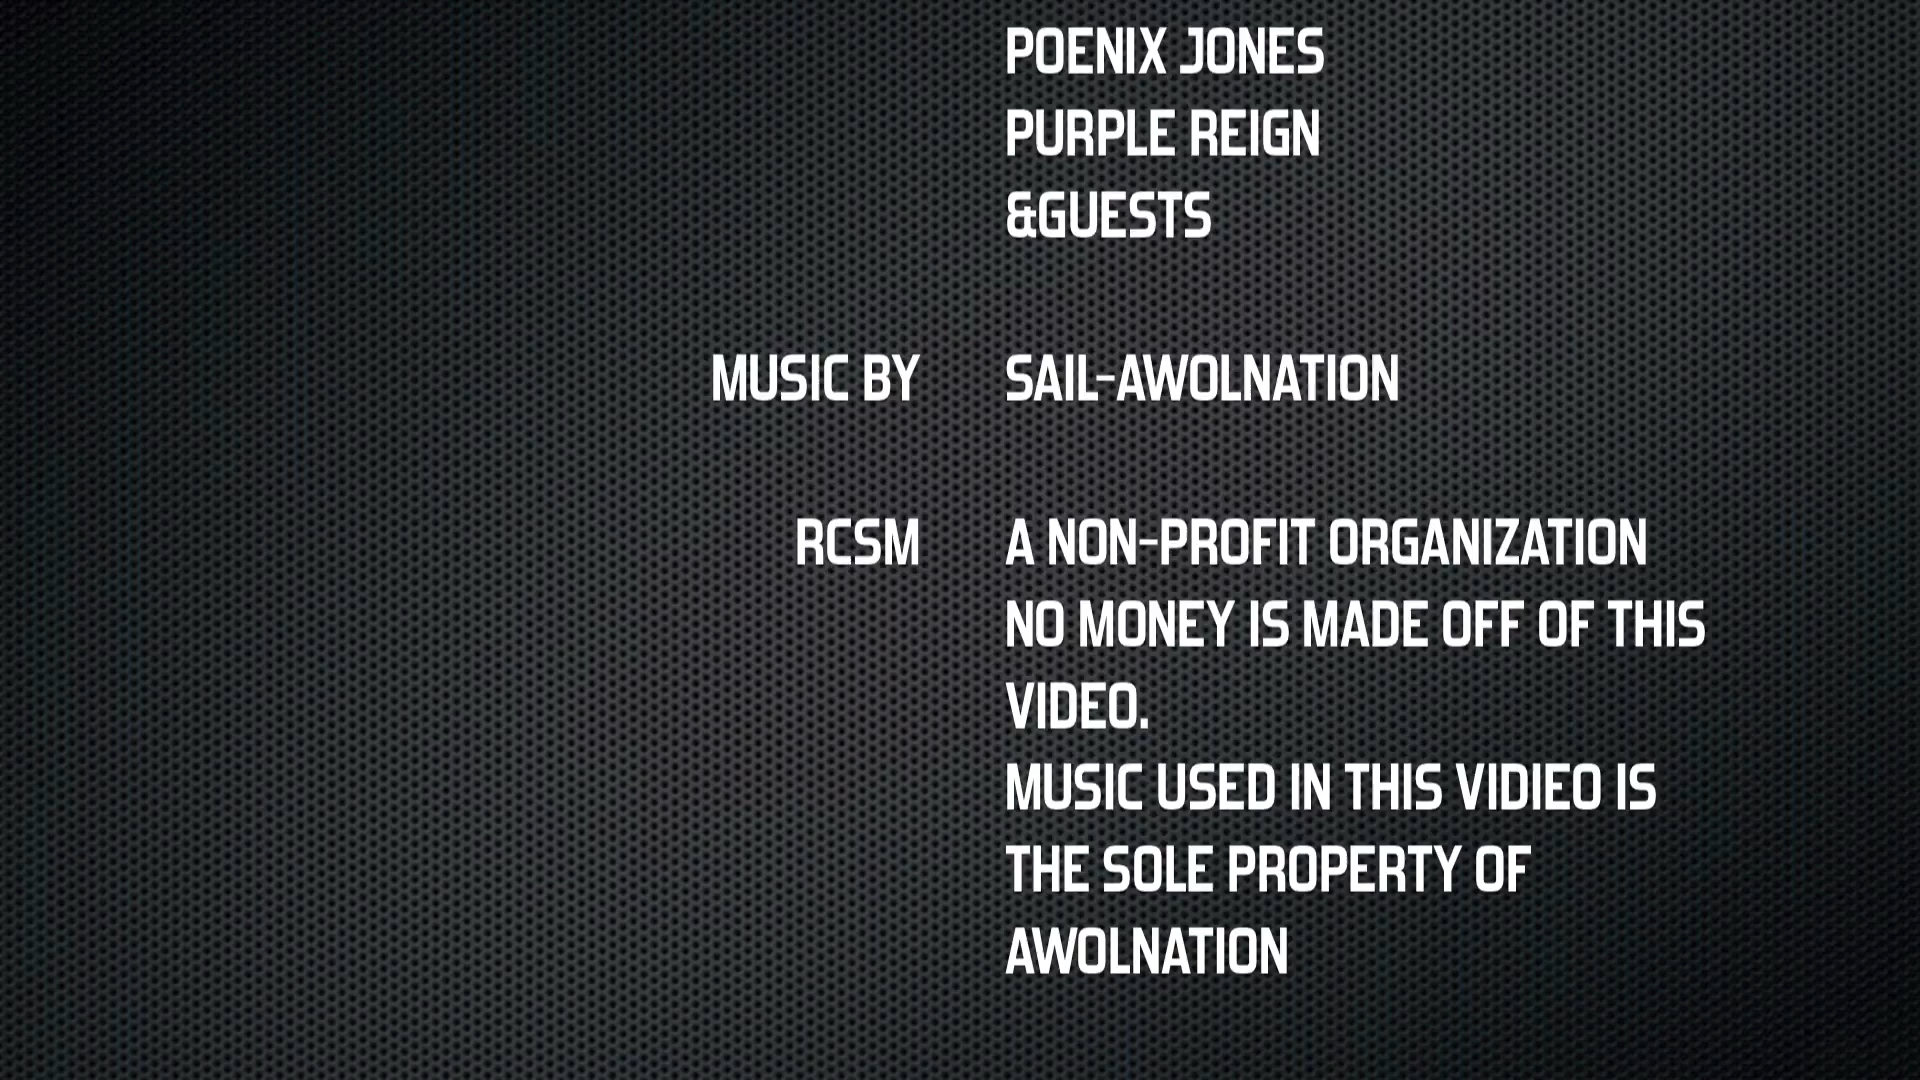 POENIX JONES
PURPLE REIGN
&GUESTS
MUSIC BY SAIL-AWOLNATION
RCSM A NON-PROFIT ORGANIZATION
NO MONEY IS MADE OFF OF THIS
VIDEO.
MUSIC USED IN THIS VIDIEO IS
THE SOLE PROPERTY OF
AWOLNATION